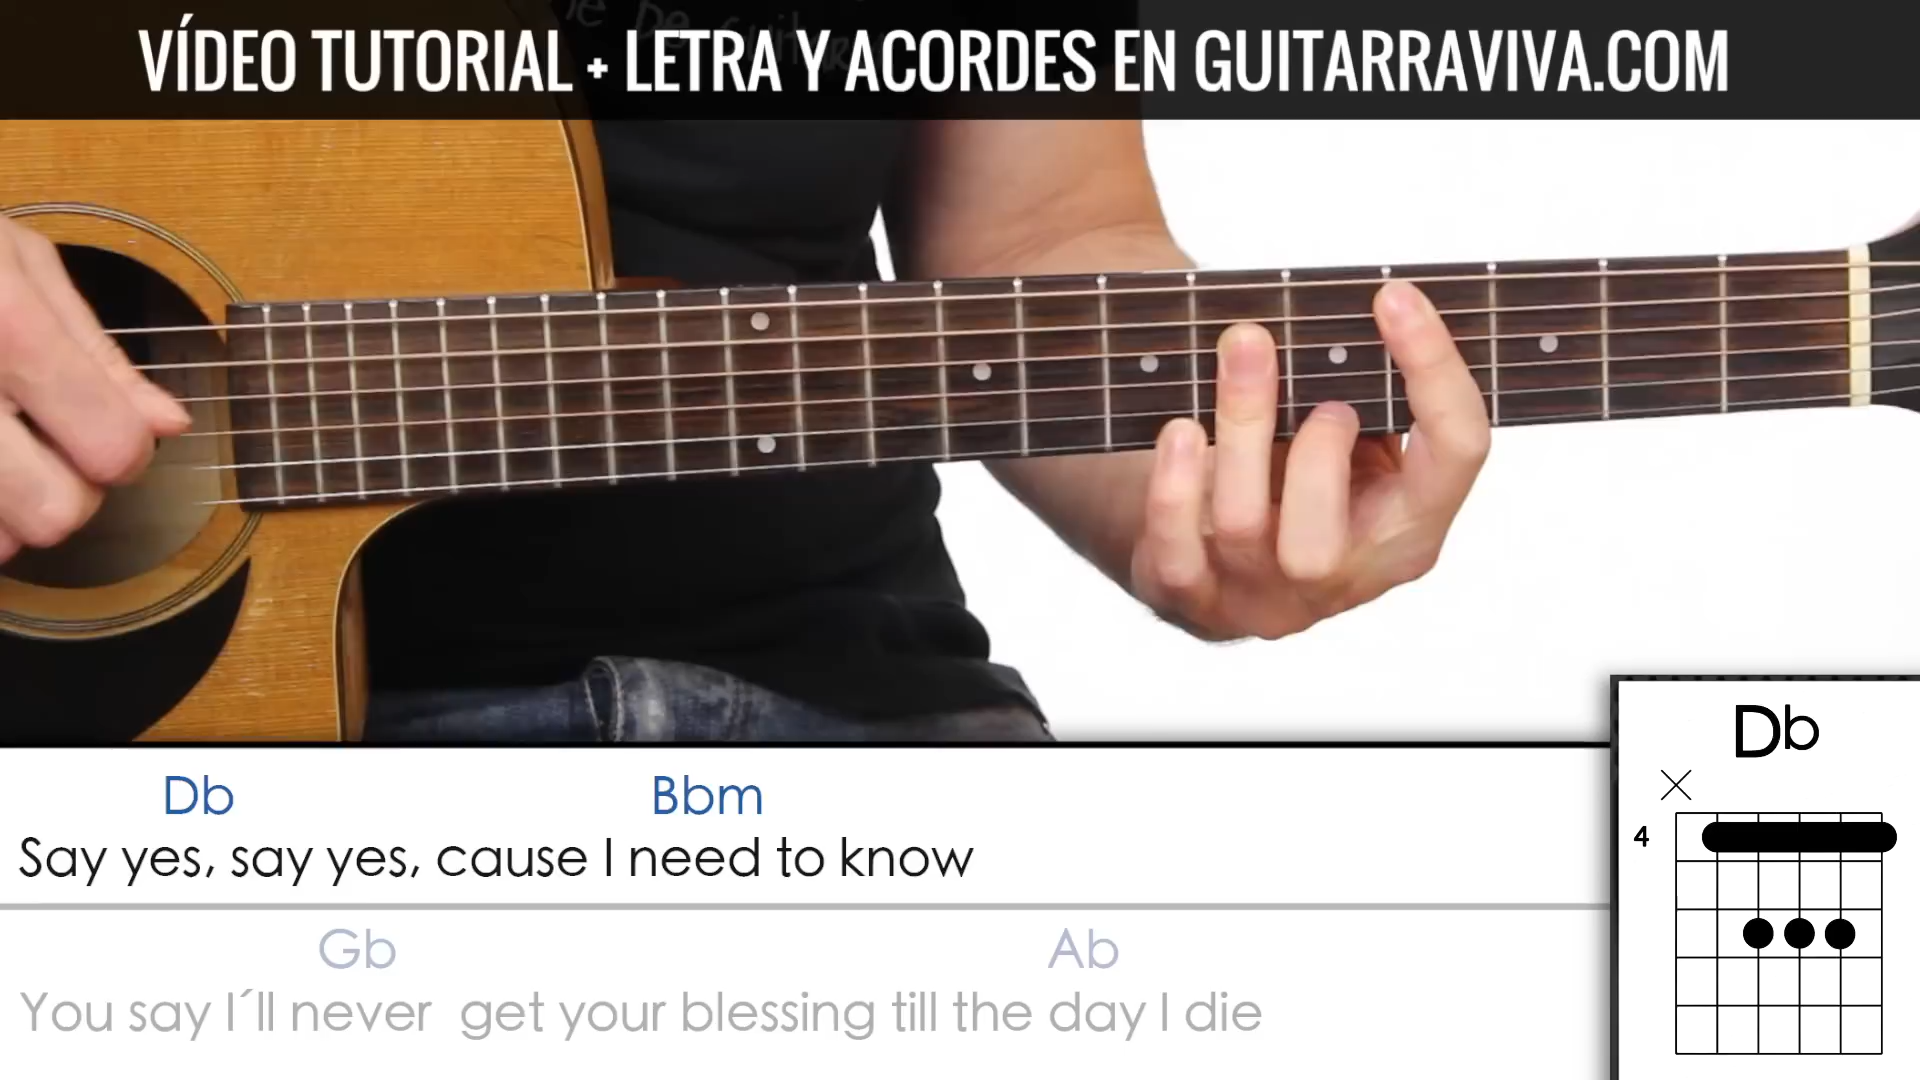 VÍDEO TUTORIAL + LETRA Y ACORDES EN GUITARRAVIVA.COM
Db Bbm
Say yes, say yes, cause I need to know
Gb Ab
You say I´ll never get your blessing till the day I die
Db
4